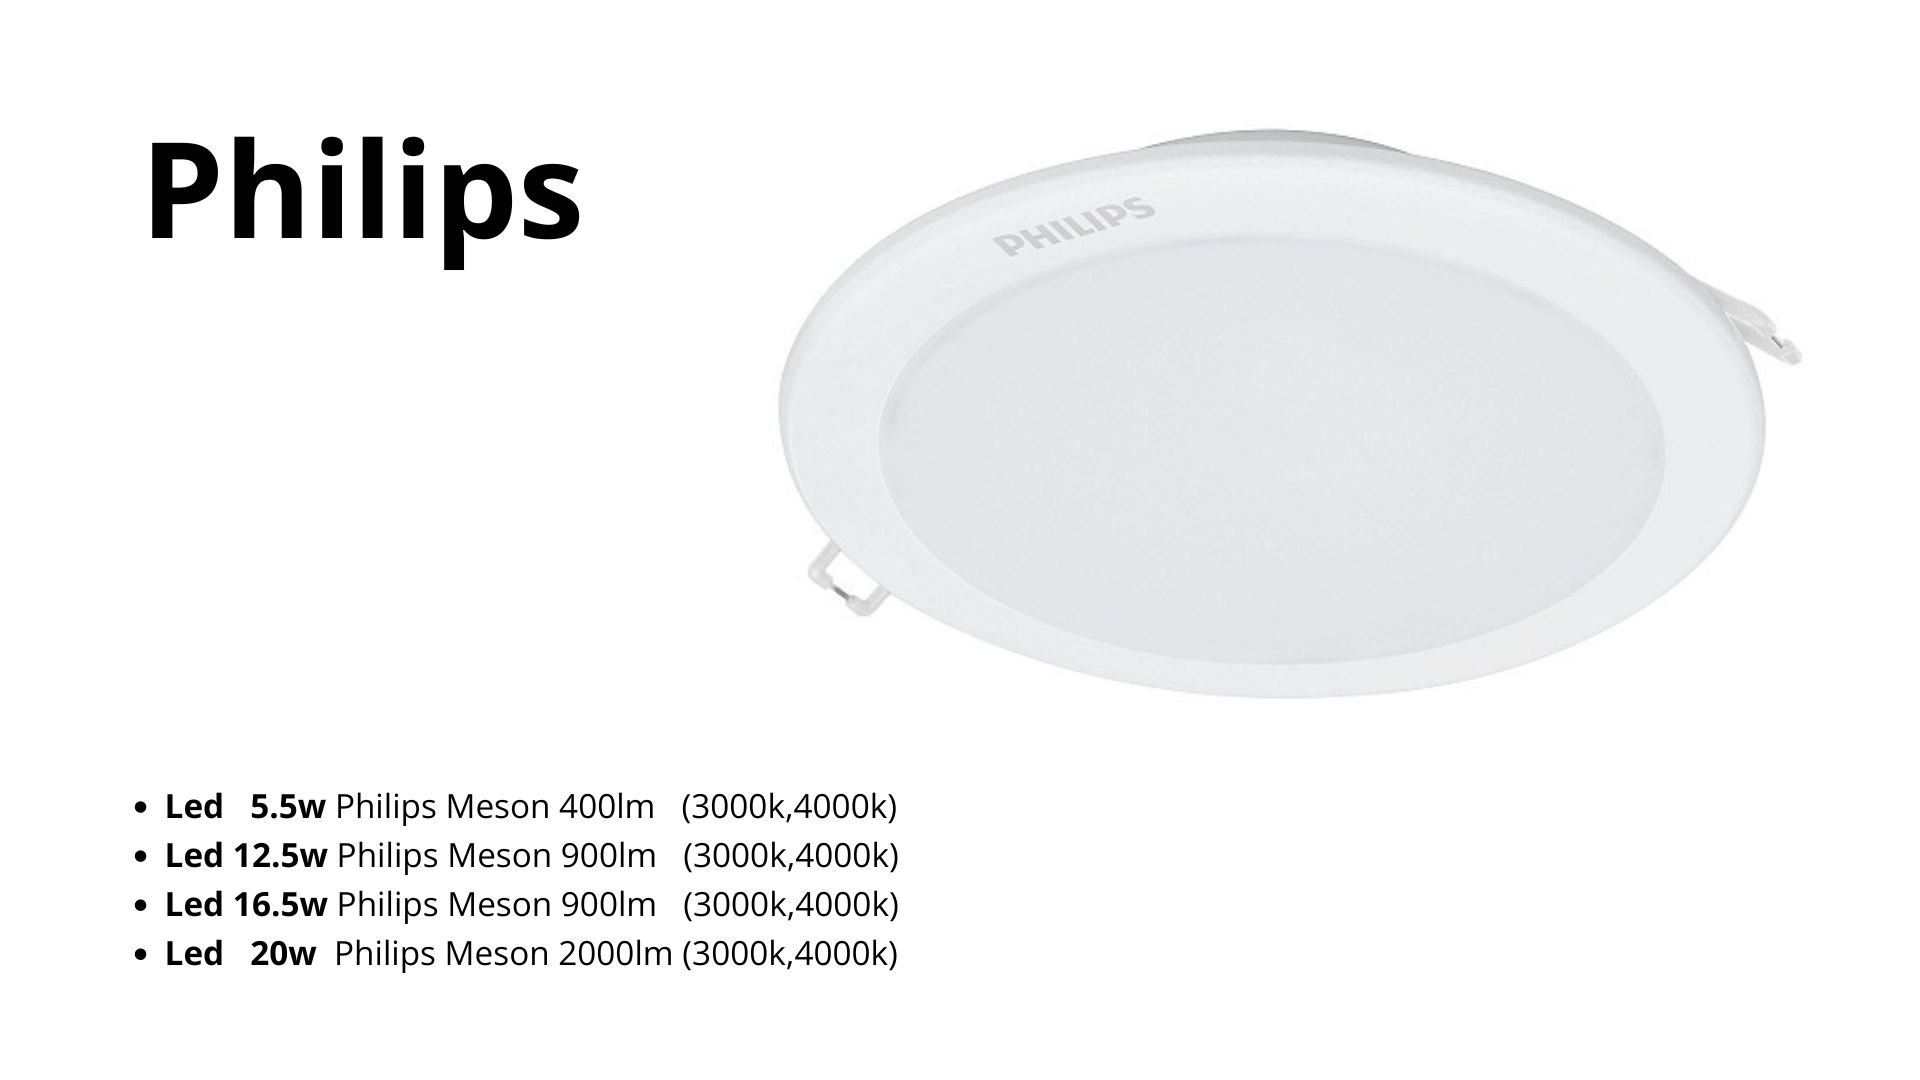 Philips
PHILIPS
• Led 5.5w Philips Meson 400lm (3000k,4000k)
• Led 12.5w Philips Meson 900lm (3000k,4000k)
• Led 16.5w Philips Meson 900lm (3000k,4000k)
• Led 20w Philips Meson 2000lm (3000k,4000k)